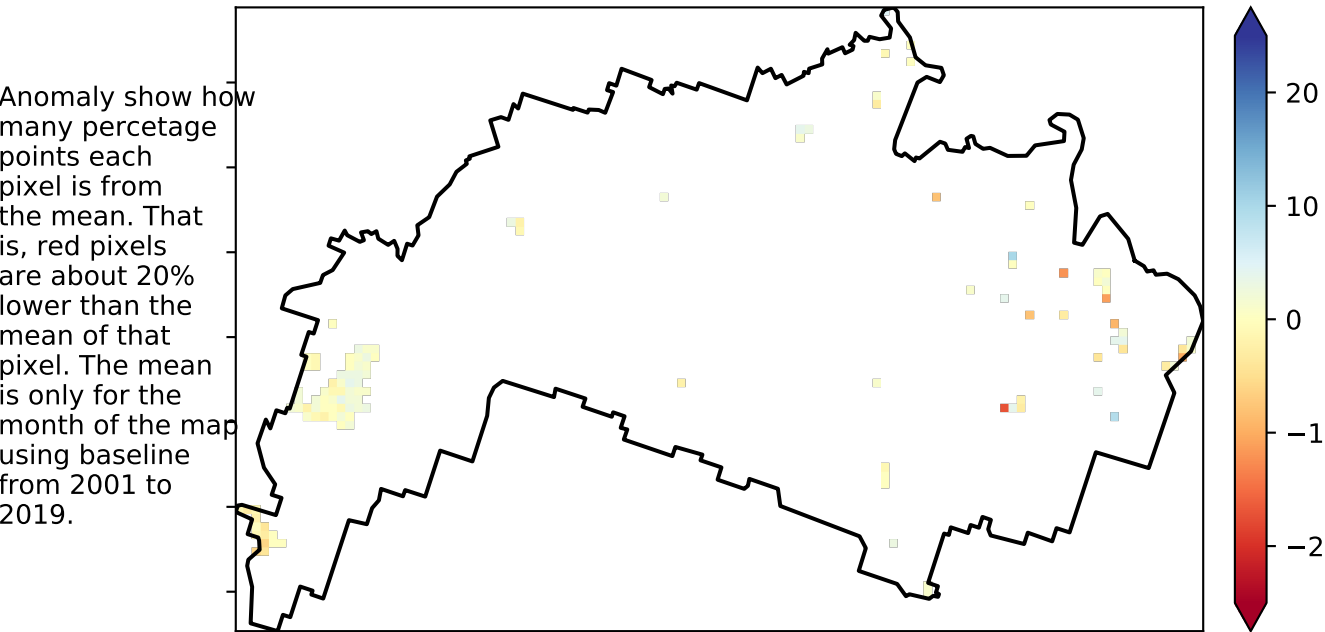 Anomaly show how
many percetage
points each
pixel is from
the mean. That
is, red pixels
are about 20%
lower than the
mean of that
pixel. The mean
is only for the
month of the map
using baseline
from 2001 to
2019.
20
10
0
−1
−2